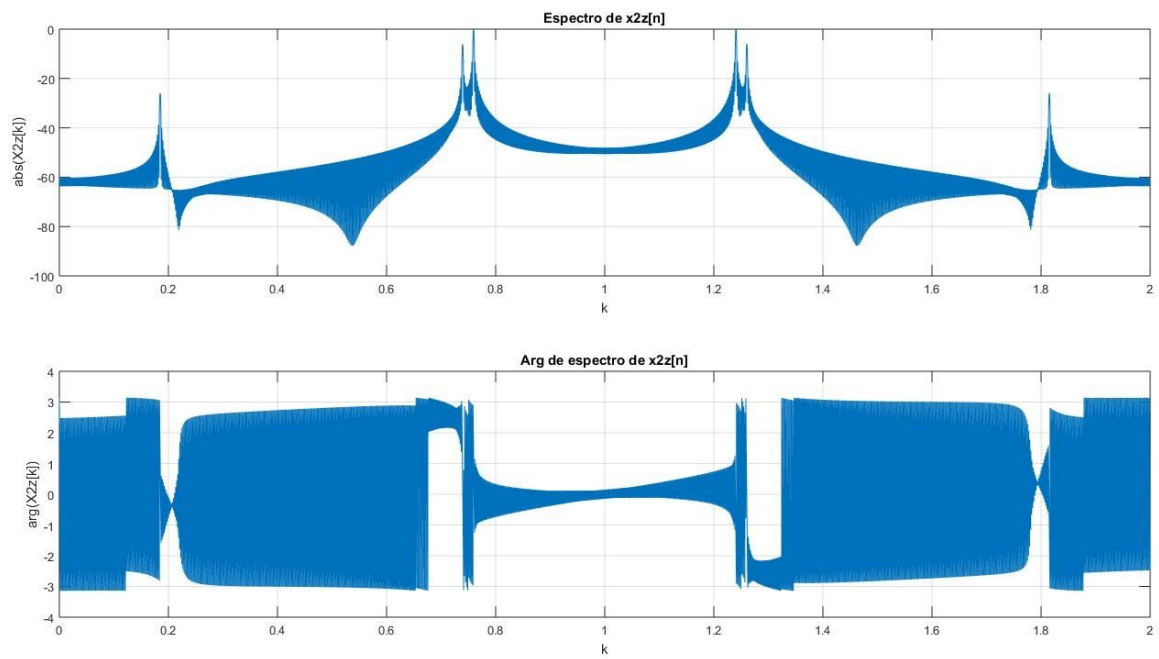 Espectro de x2z[n]
0
-20
-40
-60
-80
-100
abs(X2z[k])
0 0.2 0.4 0.6 0.8 1 1.2 1.4 1.6 1.8 2
k
Arg de espectro de x2z[n]
4
3
2
1
0
-1
-2
-3
-4
arg(X2z[k])
0 0.2 0.4 0.6 0.8 1 1.2 1.4 1.6 1.8 2
k